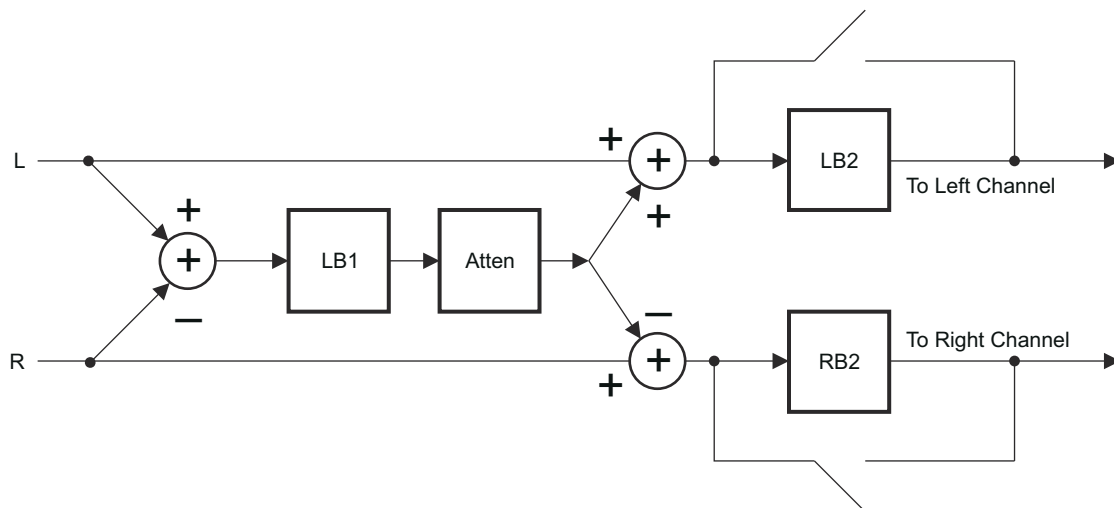 L
+
+
+
+
−
LB1
Atten
+
+
LB2
To Left Channel
−
+
+
R
RB2
To Right Channel